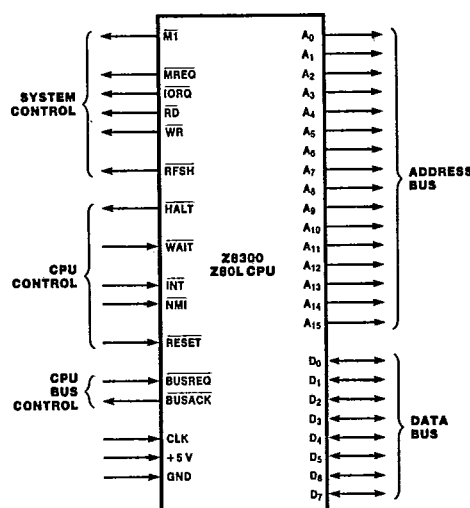 SYSTEM
CONTROL
M1
MREQ
IORQ
RD
WR
RFSH
CPU
CONTROL
HALT
WAIT
INT
NMI
RESET
CPU
BUS
CONTROL
BUSREQ
BUSACK
CLK
+5 V
GND
Z8300
Z80L CPU
A0
A1
A2
A3
A4
A5
A6
A7
A8
A9
A10
A11
A12
A13
A14
A15
ADDRESS
BUS
D0
D1
D2
D3
D4
D5
D6
D7
DATA
BUS